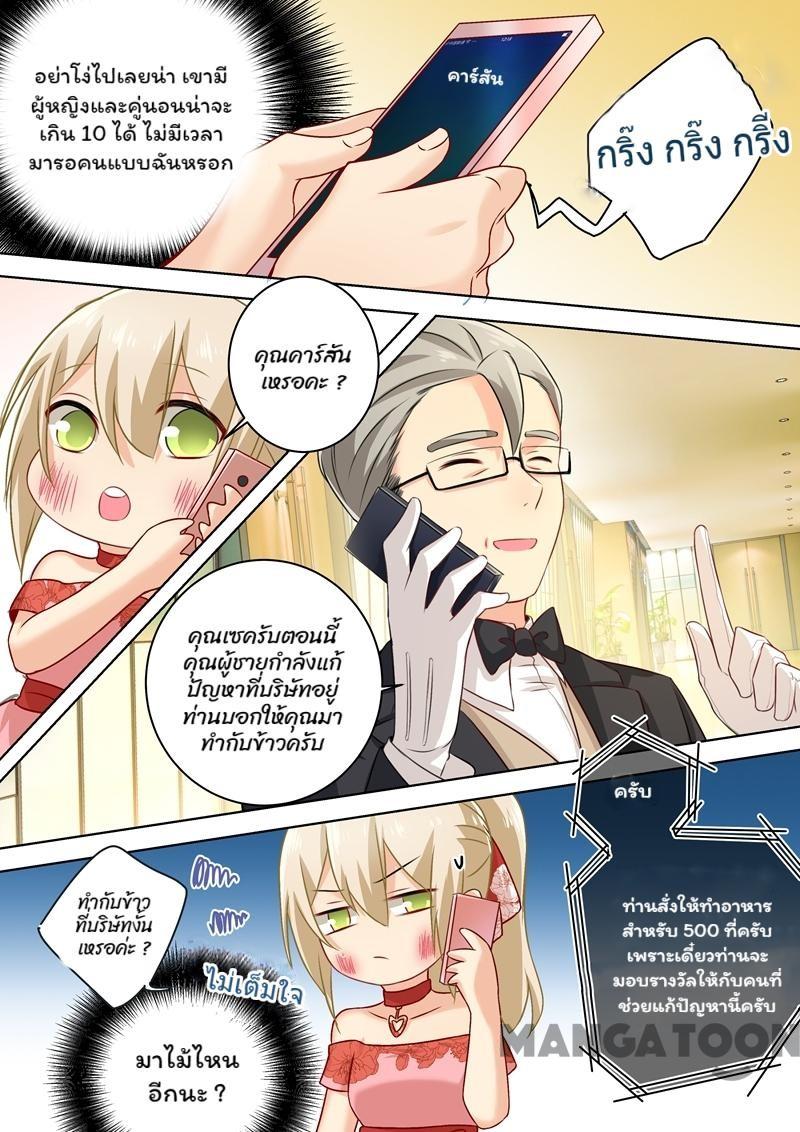 อย่าโง่ไปเลยน่า เขามี
ผู้หญิงและคู่นอนน่าจะ
เกิน 10 ได้ ไม่มีเวลา
มารอคนแบบฉันหรอก
คาร์สัน
กริ๊ง กริ๊ง กริ๊ง
คุณคาร์สัน
เหรอคะ ?
คุณเซครับตอนนี้
คุณผู้ชายกำลังแก้
ปัญหาที่บริษัทอยู่
ท่านบอกให้คุณมา
ทำกับข้าวครับ
ครับ
ท่านสั่งให้ทำอาหาร
สำหรับ 500 ที่ครับ
เพราะเดี๋ยวท่านจะ
มอบรางวัลให้กับคนที่
ช่วยแก้ปัญหานี้ครับ
ทำกับข้าว
ที่บริษัทงั้น
เหรอค่ะ ?
ไม่เต็มใจ
มาไม้ไหน
อีกนะ ?
MANGATOON